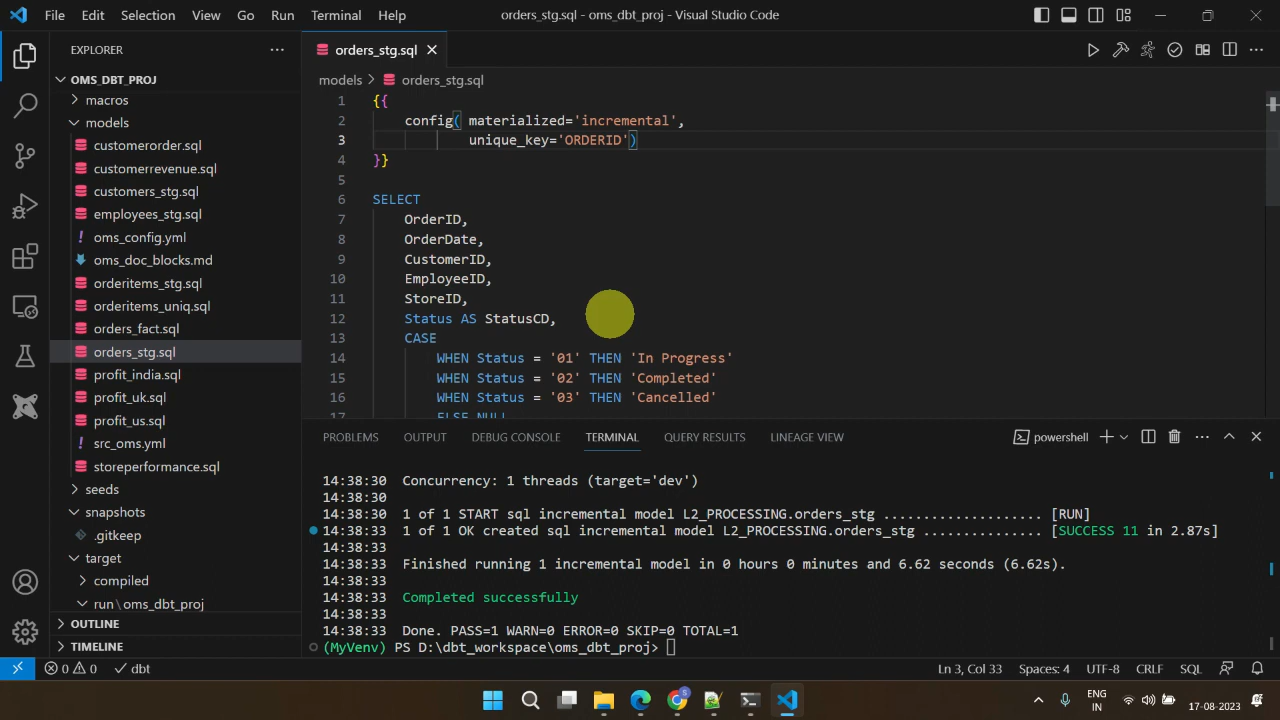 File Edit Selection View Go Run Terminal Help
orders_stg.sql - oms_dbt_proj - Visual Studio Code
EXPLORER
OMS_DBT_PROJ
macros
models
customerorder.sql
customerrevenue.sql
customers_stg.sql
employees_stg.sql
oms_config.yml
oms_doc_blocks.md
orderitems_stg.sql
orderitems_uniq.sql
orders_fact.sql
orders_stg.sql
profit_india.sql
profit_uk.sql
profit_us.sql
src_oms.yml
storeperformance.sql
seeds
snapshots
.gitkeep
target
compiled
run\oms_dbt_proj
OUTLINE
TIMELINE
orders_stg.sql
models > orders_stg.sql
1 {{
2 config( materialized='incremental',
3 unique_key='ORDERID')
4 }}
5
6 SELECT
7 OrderID,
8 OrderDate,
9 CustomerID,
10 EmployeeID,
11 StoreID,
12 Status AS StatusCD,
13 CASE
14 WHEN Status = '01' THEN 'In Progress'
15 WHEN Status = '02' THEN 'Completed'
16 WHEN Status = '03' THEN 'Cancelled'
17 ELSE NULL
PROBLEMS OUTPUT DEBUG CONSOLE TERMINAL QUERY RESULTS LINEAGE VIEW
powershell
14:38:30 Concurrency: 1 threads (target='dev')
14:38:30
14:38:30 1 of 1 START sql incremental model L2_PROCESSING.orders_stg .................... [RUN]
14:38:33 1 of 1 OK created sql incremental model L2_PROCESSING.orders_stg ............... [SUCCESS 11 in 2.87s]
14:38:33
14:38:33 Finished running 1 incremental model in 0 hours 0 minutes and 6.62 seconds (6.62s).
14:38:33
14:38:33 Completed successfully
14:38:33
14:38:33 Done. PASS=1 WARN=0 ERROR=0 SKIP=0 TOTAL=1
(MyVenv) PS D:\dbt_workspace\oms_dbt_proj>
0 0 dbt
Ln 3, Col 33 Spaces: 4 UTF-8 CRLF SQL
ENG
IN
17-08-2023